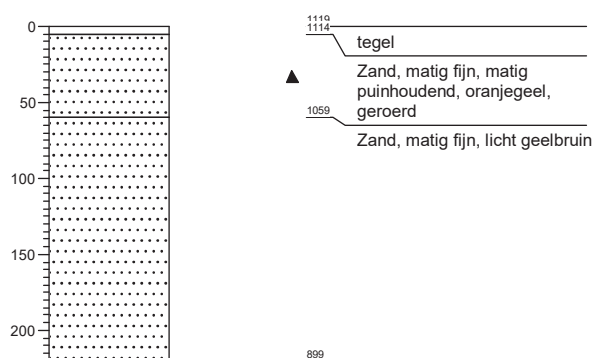 0
50
100
150
200
1119
1114
tegel
Zand, matig fijn, matig
puinhoudend, oranjegeel,
geroerd
1059
Zand, matig fijn, licht geelbruin
899